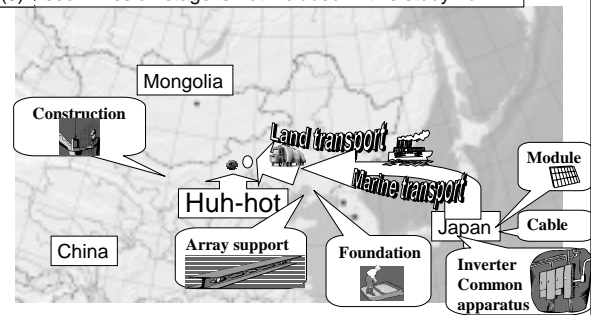 Mongolia
Construction
Land transport
Marine transport
Module
Huh-hot
Japan
Cable
China
Array support
Foundation
Inverter
Common
apparatus